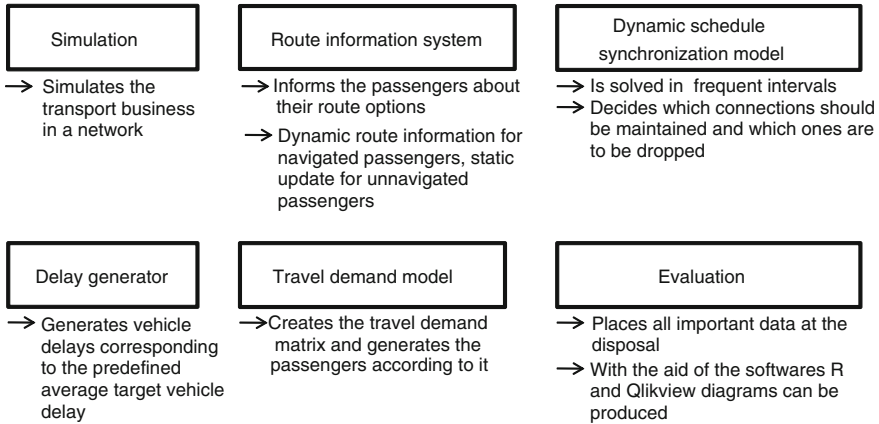 Simulation
→ Simulates the
transport business
in a network
Route information system
→ Informs the passengers about
their route options
→ Dynamic route information for
navigated passengers, static
update for unnavigated
passengers
Dynamic schedule
synchronization model
→ Is solved in frequent intervals
→ Decides which connections should
be maintained and which ones are
to be dropped
Delay generator
→ Generates vehicle
delays corresponding
to the predefined
average target vehicle
delay
Travel demand model
→ Creates the travel demand
matrix and generates the
passengers according to it
Evaluation
→ Places all important data at the
disposal
→ With the aid of the softwares R
and Qlikview diagrams can be
produced